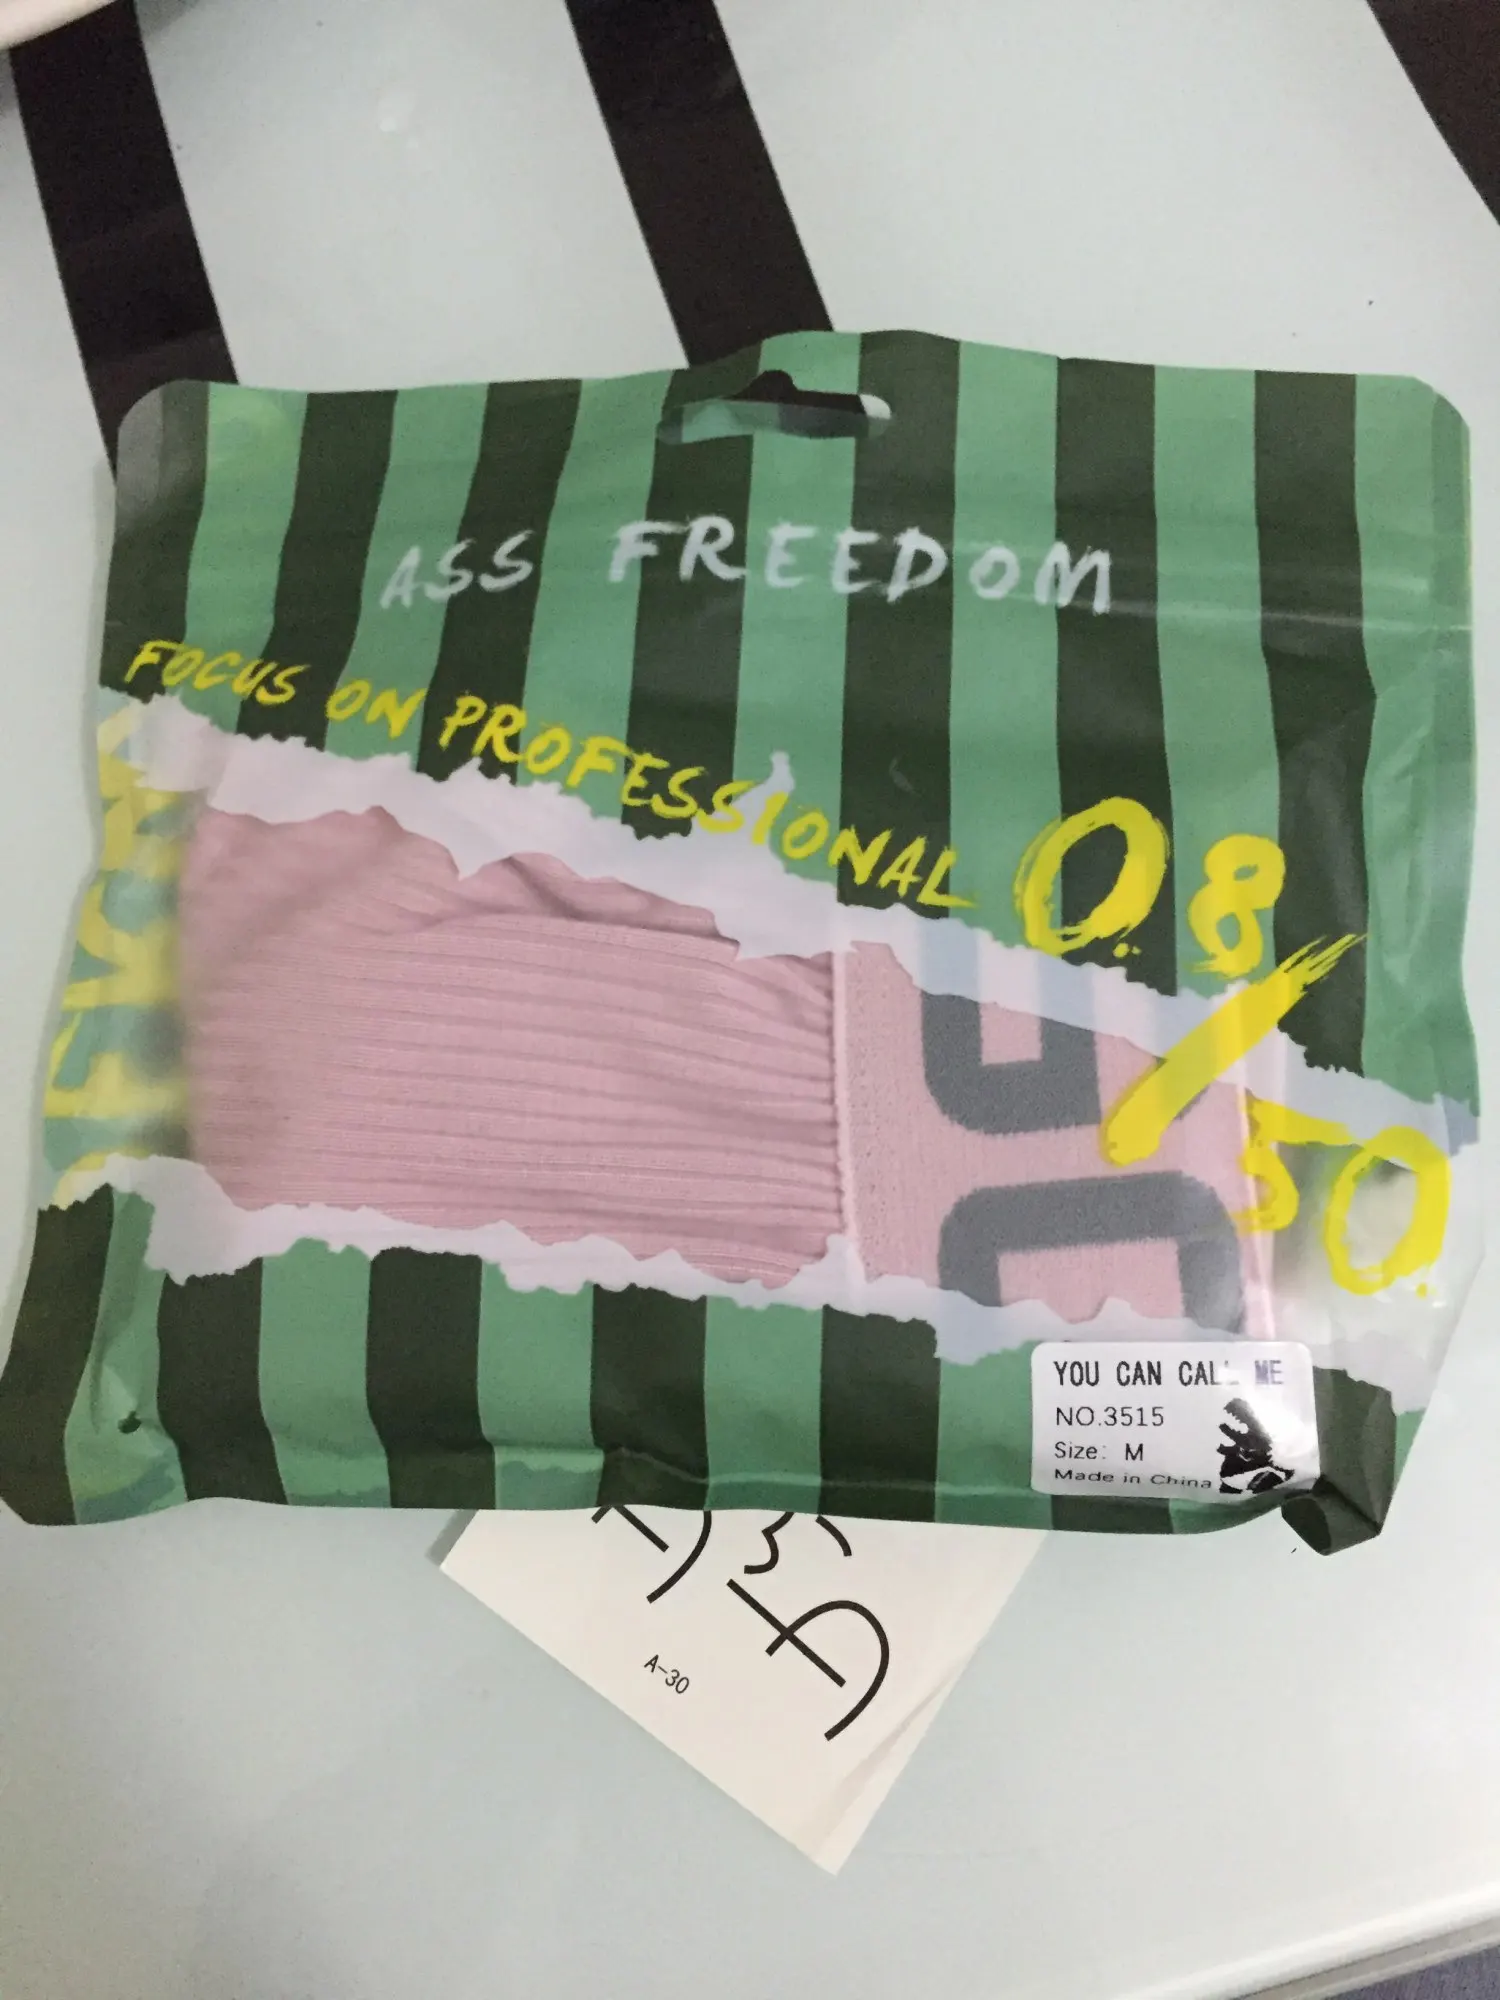 ASS FREEDOM
FOCUS ON PROFESSIONAL
0.8/50
YOU CAN CALL ME
NO.3515
Size: M
Made in China
A-30